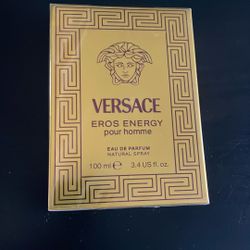 VERSACE
EROS ENERGY
pour homme
EAU DE PARFUM
NATURAL SPRAY
100 ml ℮ 3.4 US fl. oz.